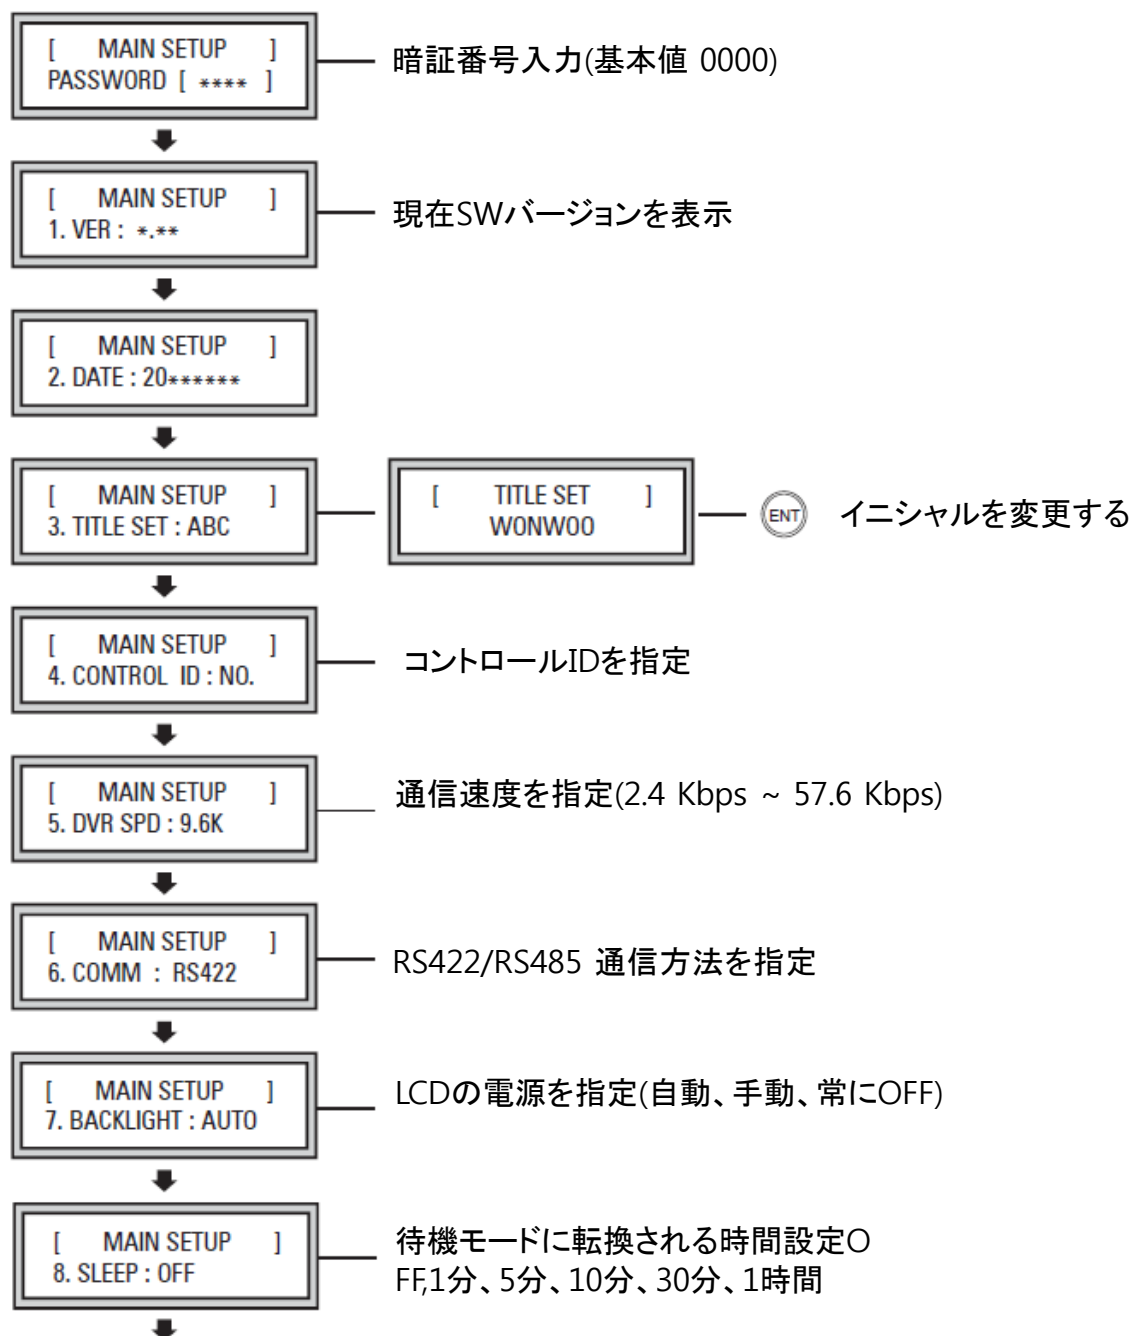 [ MAIN SETUP ]
PASSWORD [ **** ]
暗証番号入力(基本値 0000)
[ MAIN SETUP ]
1. VER : *.**
現在SWバージョンを表示
[ MAIN SETUP ]
2. DATE : 20******
[ MAIN SETUP ]
3. TITLE SET : ABC
[ TITLE SET ]
WONWOO
ENT
イニシャルを変更する
[ MAIN SETUP ]
4. CONTROL ID : NO.
コントロールIDを指定
[ MAIN SETUP ]
5. DVR SPD : 9.6K
通信速度を指定(2.4 Kbps ~ 57.6 Kbps)
[ MAIN SETUP ]
6. COMM : RS422
RS422/RS485 通信方法を指定
[ MAIN SETUP ]
7. BACKLIGHT : AUTO
LCDの電源を指定(自動、手動、常にOFF)
[ MAIN SETUP ]
8. SLEEP : OFF
待機モードに転換される時間設定O
FF,1分、5分、10分、30分、1時間